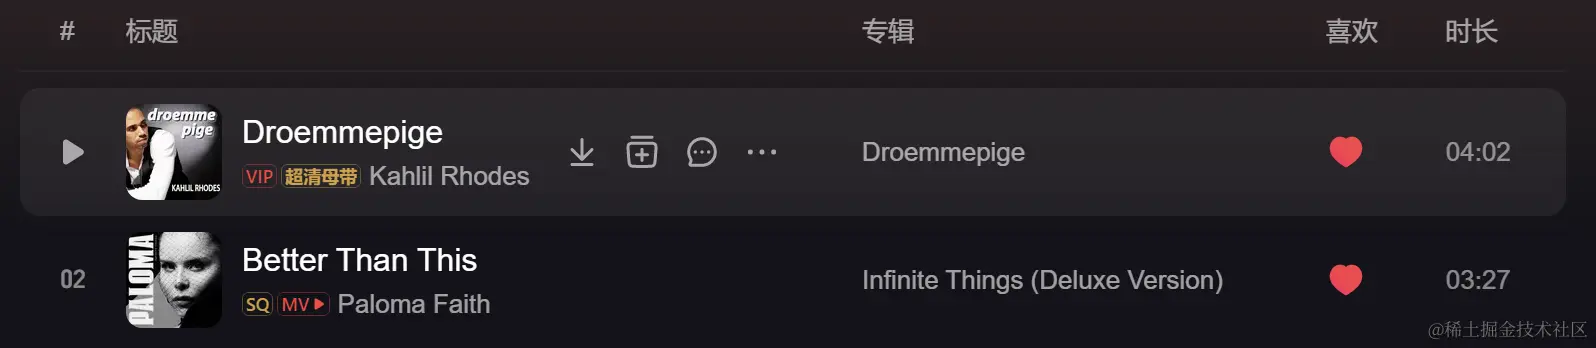 # 标题 专辑 喜欢 时长
droemme
pige
KAHLIL RHODES
Droemmepige
VIP 超清母带 Kahlil Rhodes
Droemmepige
04:02
02
PALOMA
Better Than This
SQ MV Paloma Faith
Infinite Things (Deluxe Version)
03:27
@稀土掘金技术社区